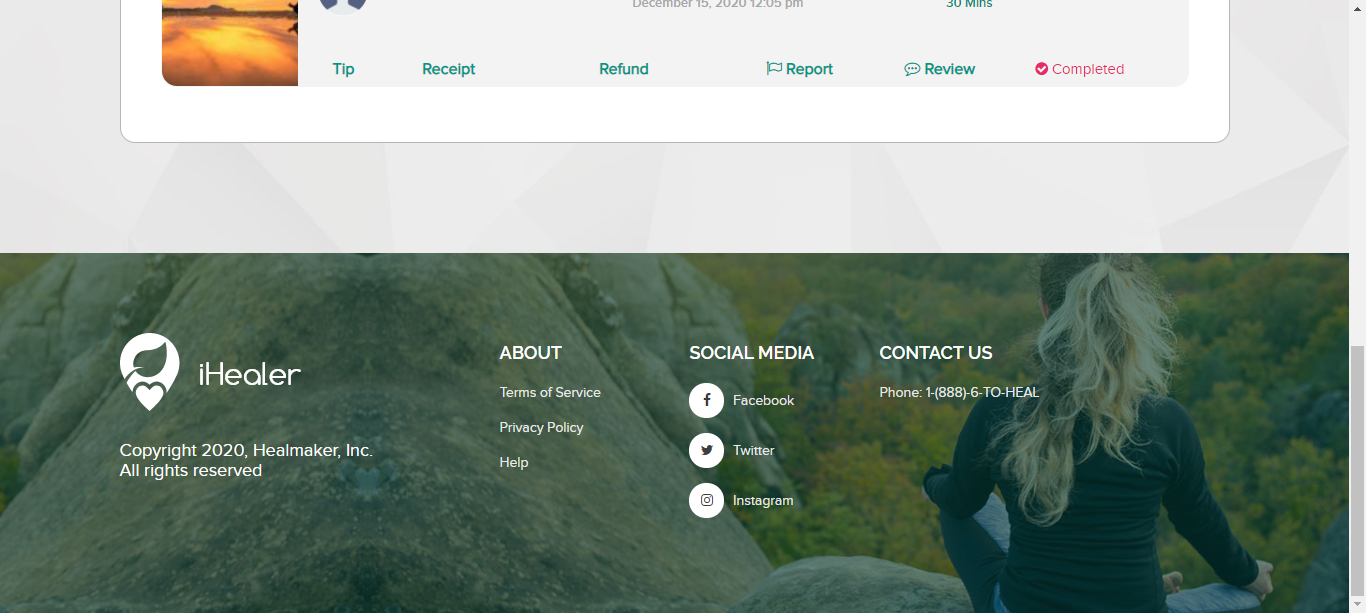 December 15, 2020 12:05 pm
30 Mins
Tip
Receipt
Refund
Report
Review
Completed
iHealer
Copyright 2020, Healmaker, Inc.
All rights reserved
ABOUT
Terms of Service
Privacy Policy
Help
SOCIAL MEDIA
Facebook
Twitter
Instagram
CONTACT US
Phone: 1-(888)-6-TO-HEAL